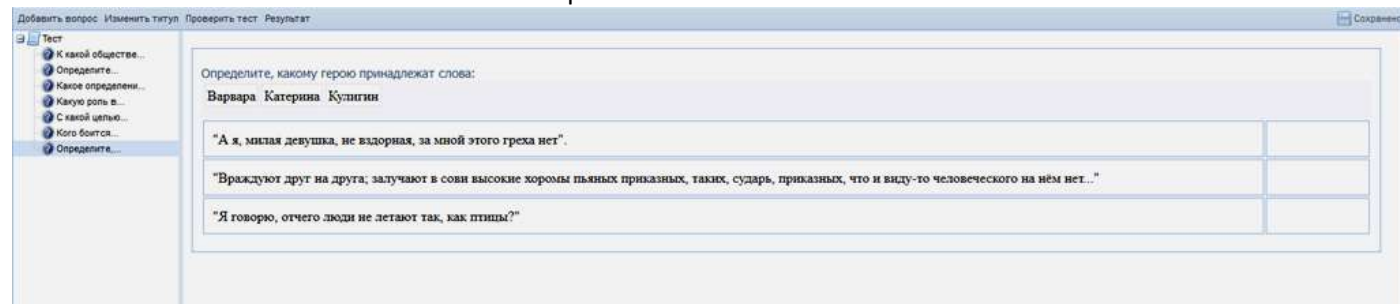 Добавить вопрос Изменить титул Проверить тест Результат
Сохранено
Тест
К какой обществе...
Определите...
Какое определени...
Какую роль в...
С какой целью...
Кого боится...
Определите,...
Определите, какому герою принадлежат слова:
Варвара Катерина Кулигин
"А я, милая девушка, не вздорная, за мной этого греха нет".
"Враждуют друг на друга; залучают в сови высокие хоромы пьяных приказных, таких, сударь, приказных, что и виду-то человеческого на нём нет..."
"Я говорю, отчего люди не летают так, как птицы?"